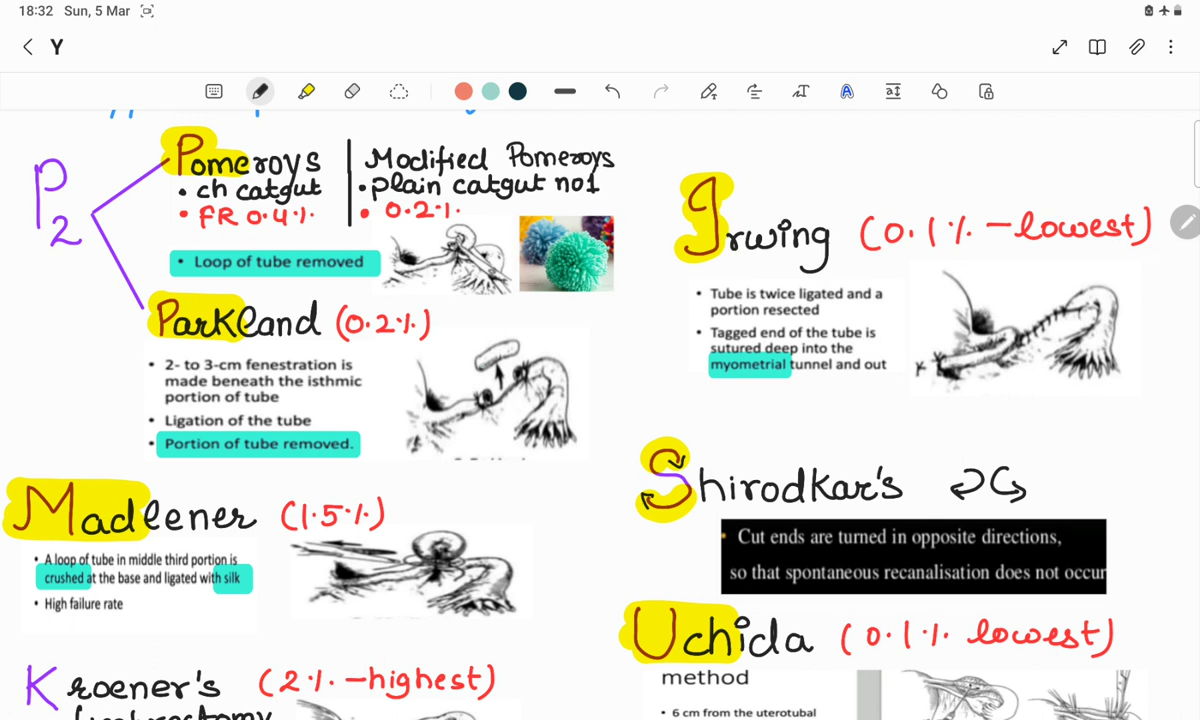 18:32 Sun, 5 Mar
Y
P2
Pomeroys
• ch catgut
• FR 0.4%
Modified Pomeroys
• plain catgut no1
• 0.2%
• Loop of tube removed
Parkland (0.2%)
• 2- to 3-cm fenestration is
made beneath the isthmic
portion of tube
• Ligation of the tube
• Portion of tube removed.
Madlener (1.5%)
• A loop of tube in middle third portion is
crushed at the base and ligated with silk
• High failure rate
Kroener's (2% - highest)
Irwing (0.1% - lowest)
• Tube is twice ligated and a
portion resected
• Tagged end of the tube is
sutured deep into the
myometrial tunnel and out
Shirodkar's
• Cut ends are turned in opposite directions,
so that spontaneous recanalisation does not occur
Uchida (0.1% lowest)
method
• 6 cm from the uterotubal